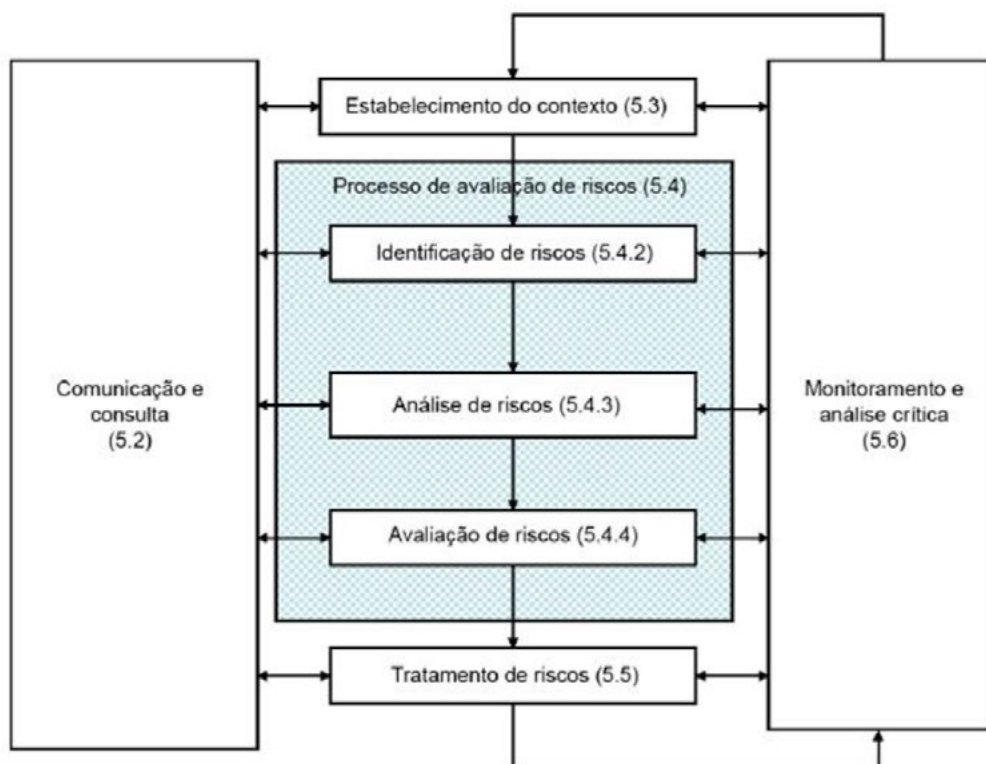 Estabelecimento do contexto (5.3)
Processo de avaliação de riscos (5.4)
Identificação de riscos (5.4.2)
Comunicação e
consulta
(5.2)
Análise de riscos (5.4.3)
Monitoramento e
análise crítica
(5.6)
Avaliação de riscos (5.4.4)
Tratamento de riscos (5.5)